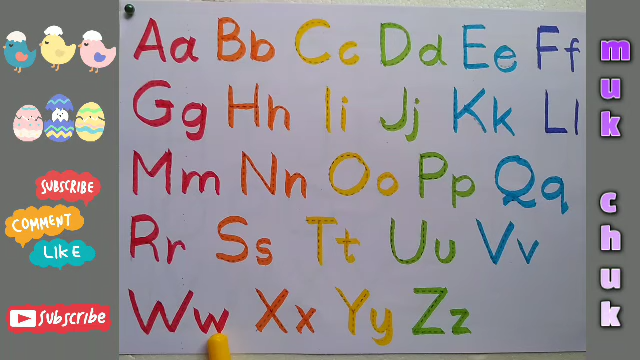 Aa Bb Cc Dd Ee Ff
Gg Hh Ii Jj Kk Ll
Mm Nn Oo Pp Qq
Rr Ss Tt Uu Vv
Ww Xx Yy Zz
SUBSCRIBE
COMMENT
LIKE
Subscribe
muk
chuk